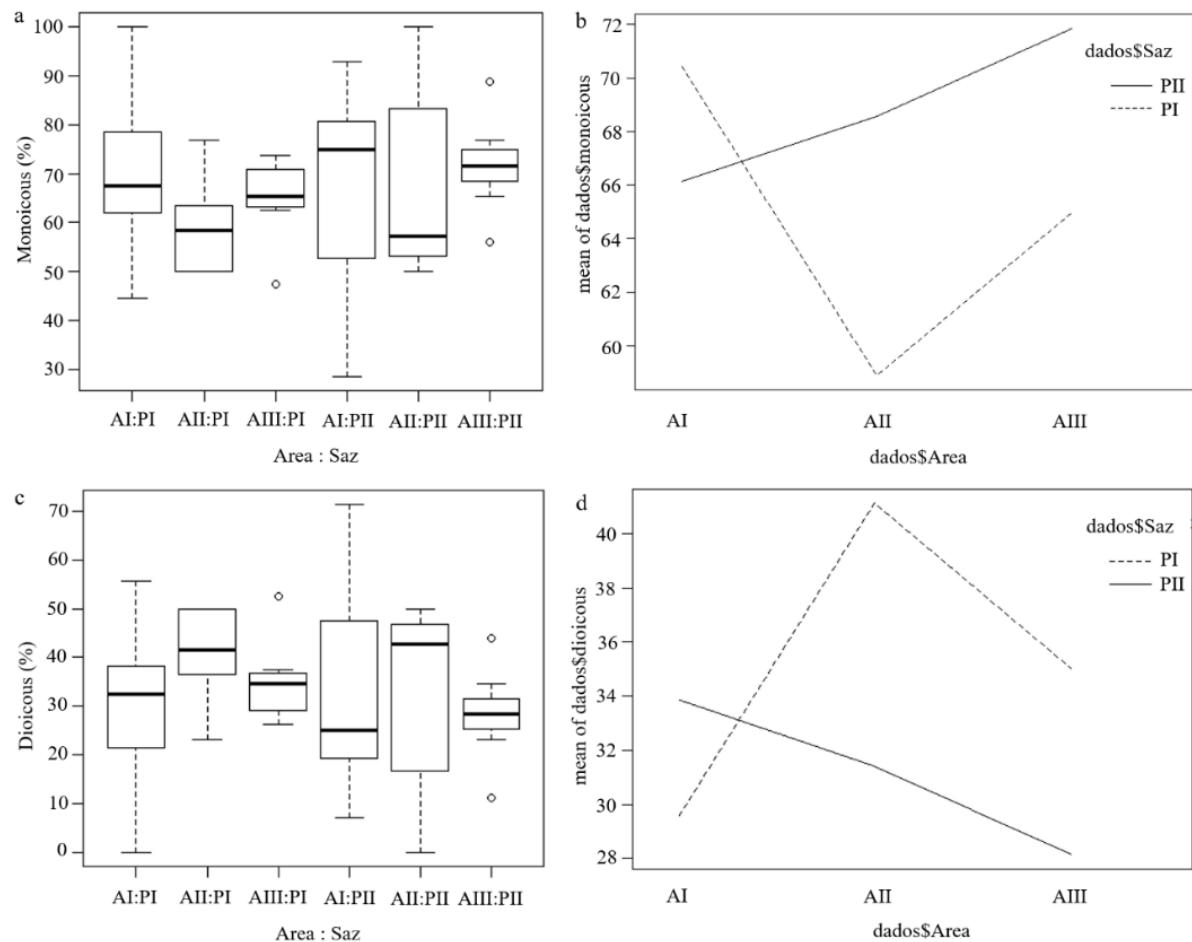 a
Monoicous (%)
100
90
80
70
60
50
40
30
AI:PI AII:PI AIII:PI AI:PII AII:PII AIII:PII
Area : Saz
b
mean of dados$monoicous
72
70
68
66
64
62
60
dados$Saz
PII
PI
AI AII AIII
dados$Area
c
Dioicous (%)
70
60
50
40
30
20
10
0
AI:PI AII:PI AIII:PI AI:PII AII:PII AIII:PII
Area : Saz
d
mean of dados$dioicous
40
38
36
34
32
30
28
dados$Saz
PI
PII
AI AII AIII
dados$Area